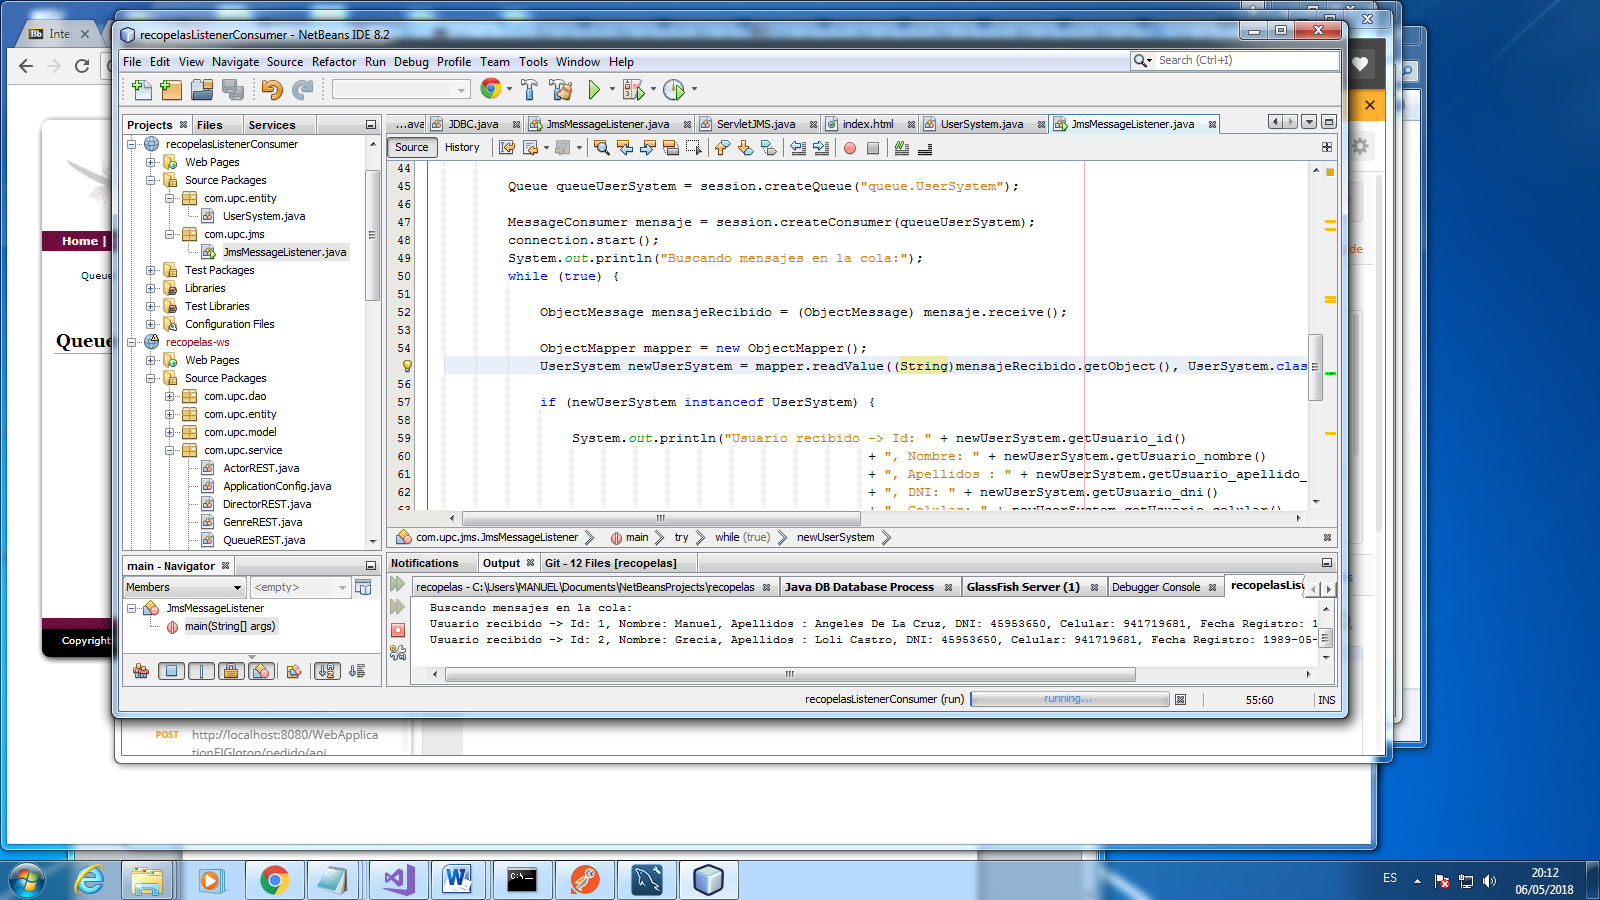 Bb Inte
recopelasListenerConsumer - NetBeans IDE 8.2
File Edit View Navigate Source Refactor Run Debug Profile Team Tools Window Help
Search (Ctrl+I)
Projects Files Services
...ava JDBC.java JmsMessageListener.java ServletJMS.java index.html UserSystem.java JmsMessageListener.java
Source History
recopelasListenerConsumer
Web Pages
Source Packages
com.upc.entity
UserSystem.java
com.upc.jms
JmsMessageListener.java
Test Packages
Libraries
Test Libraries
Configuration Files
recopelas-ws
Web Pages
Source Packages
com.upc.dao
com.upc.entity
com.upc.model
com.upc.service
ActorREST.java
ApplicationConfig.java
DirectorREST.java
GenreREST.java
QueueREST.java
44
45 Queue queueUserSystem = session.createQueue("queue.UserSystem");
46
47 MessageConsumer mensaje = session.createConsumer(queueUserSystem);
48 connection.start();
49 System.out.println("Buscando mensajes en la cola:");
50 while (true) {
51
52 ObjectMessage mensajeRecibido = (ObjectMessage) mensaje.receive();
53
54 ObjectMapper mapper = new ObjectMapper();
UserSystem newUserSystem = mapper.readValue((String)mensajeRecibido.getObject(), UserSystem.clas
56
57 if (newUserSystem instanceof UserSystem) {
58
59 System.out.println("Usuario recibido -> Id: " + newUserSystem.getUsuario_id()
60 + ", Nombre: " + newUserSystem.getUsuario_nombre()
61 + ", Apellidos : " + newUserSystem.getUsuario_apellido_
62 + ", DNI: " + newUserSystem.getUsuario_dni()
63 + ", Celular: " + newUserSystem.getUsuario_celular()
com.upc.jms.JmsMessageListener main try while (true) newUserSystem
main - Navigator
Members <empty>
JmsMessageListener
main(String[] args)
Notifications Output Git - 12 Files [recopelas]
recopelas - C:\Users\MANUEL\Documents\NetBeansProjects\recopelas Java DB Database Process GlassFish Server (1) Debugger Console recopelasLis
Buscando mensajes en la cola:
Usuario recibido -> Id: 1, Nombre: Manuel, Apellidos : Angeles De La Cruz, DNI: 45953650, Celular: 941719681, Fecha Registro: 1
Usuario recibido -> Id: 2, Nombre: Grecia, Apellidos : Loli Castro, DNI: 45953650, Celular: 941719681, Fecha Registro: 1989-05-
recopelasListenerConsumer (run) running... 55:60 INS
Home |
Queue
Queue
Copyright
de
s
POST http://localhost:8080/WebApplica
tionElGloton/pedido/api
ES
20:12
06/05/2018